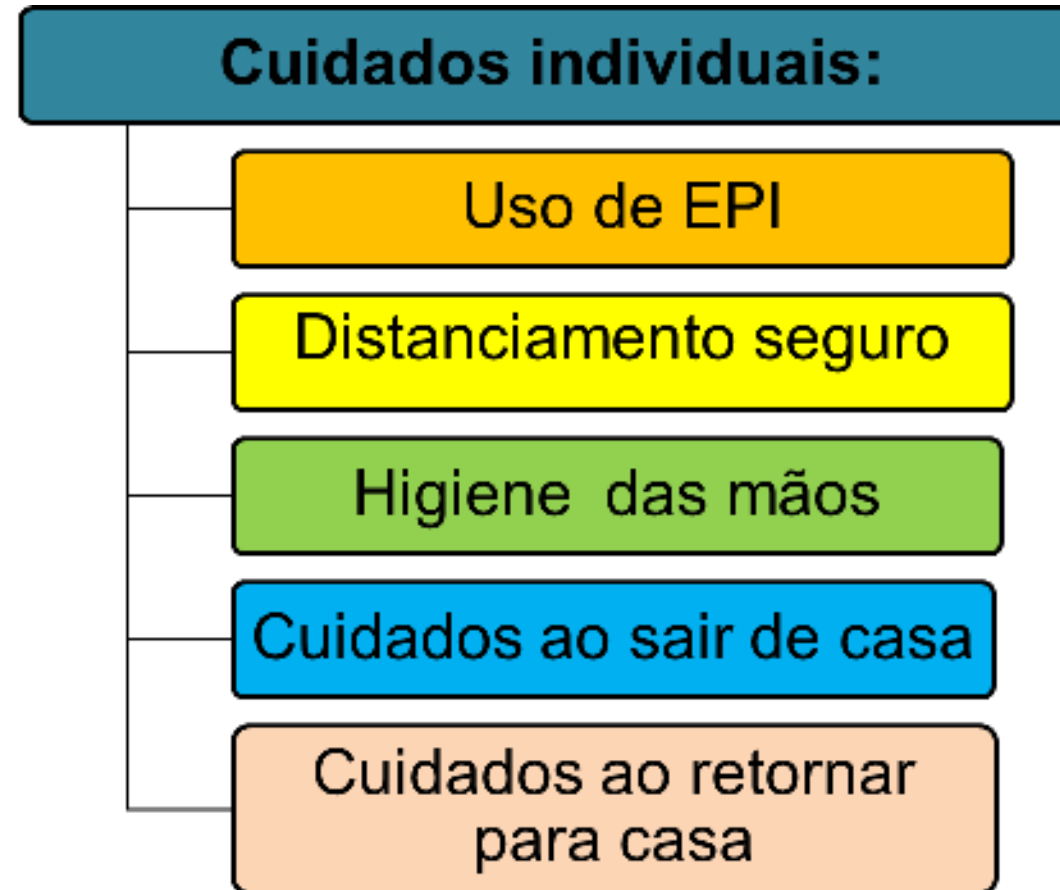 Cuidados individuais:
Uso de EPI
Distanciamento seguro
Higiene das mãos
Cuidados ao sair de casa
Cuidados ao retornar
para casa